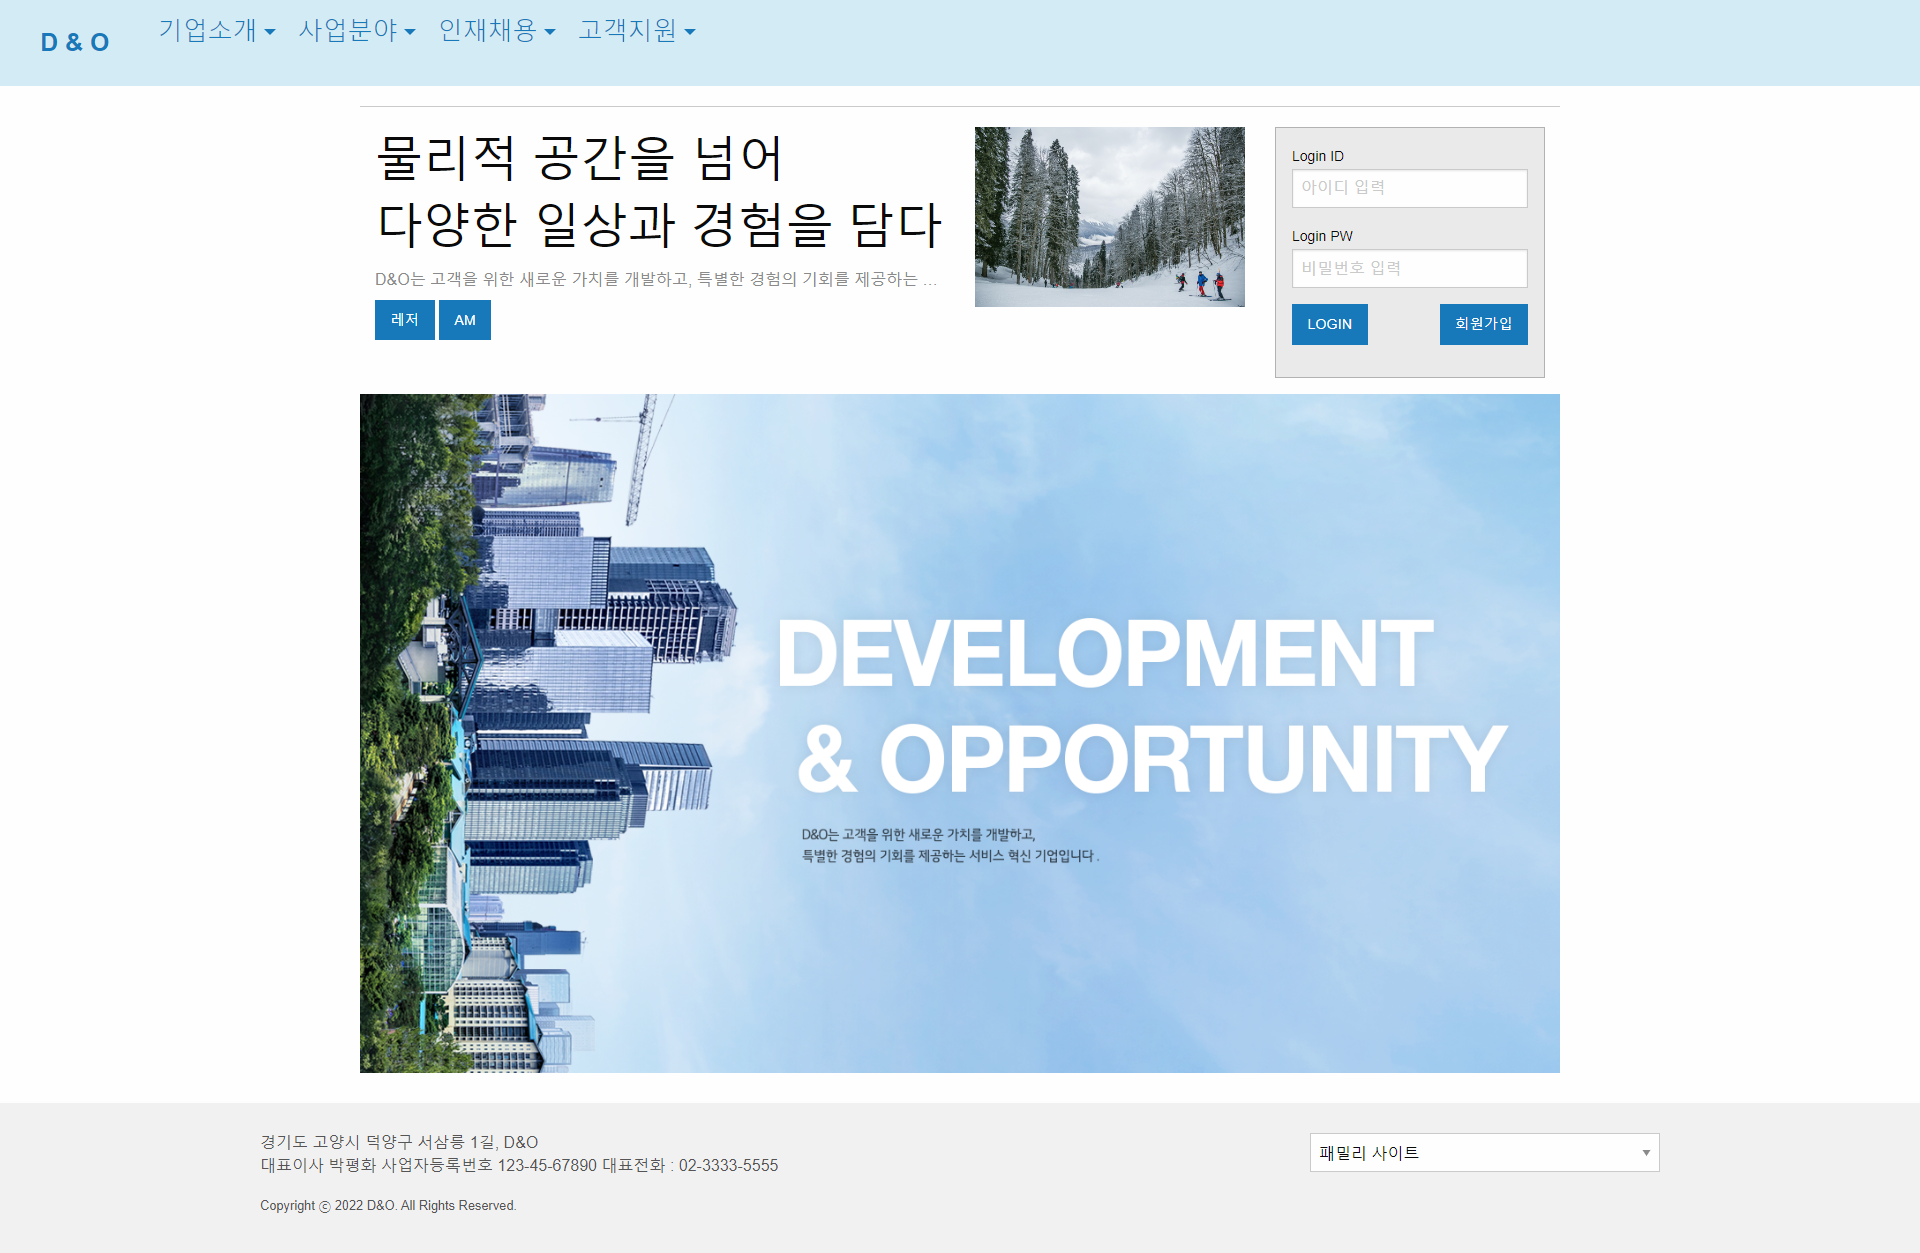 D & O
기업소개 사업분야 인재채용 고객지원
물리적 공간을 넘어
다양한 일상과 경험을 담다
D&O는 고객을 위한 새로운 가치를 개발하고, 특별한 경험의 기회를 제공하는 ...
레저 AM
Login ID
아이디 입력
Login PW
비밀번호 입력
LOGIN 회원가입
DEVELOPMENT
& OPPORTUNITY
D&O는 고객을 위한 새로운 가치를 개발하고,
특별한 경험의 기회를 제공하는 서비스 혁신 기업입니다 .
경기도 고양시 덕양구 서삼릉 1길, D&O
대표이사 박평화 사업자등록번호 123-45-67890 대표전화 : 02-3333-5555
Copyright ⓒ 2022 D&O. All Rights Reserved.
패밀리 사이트